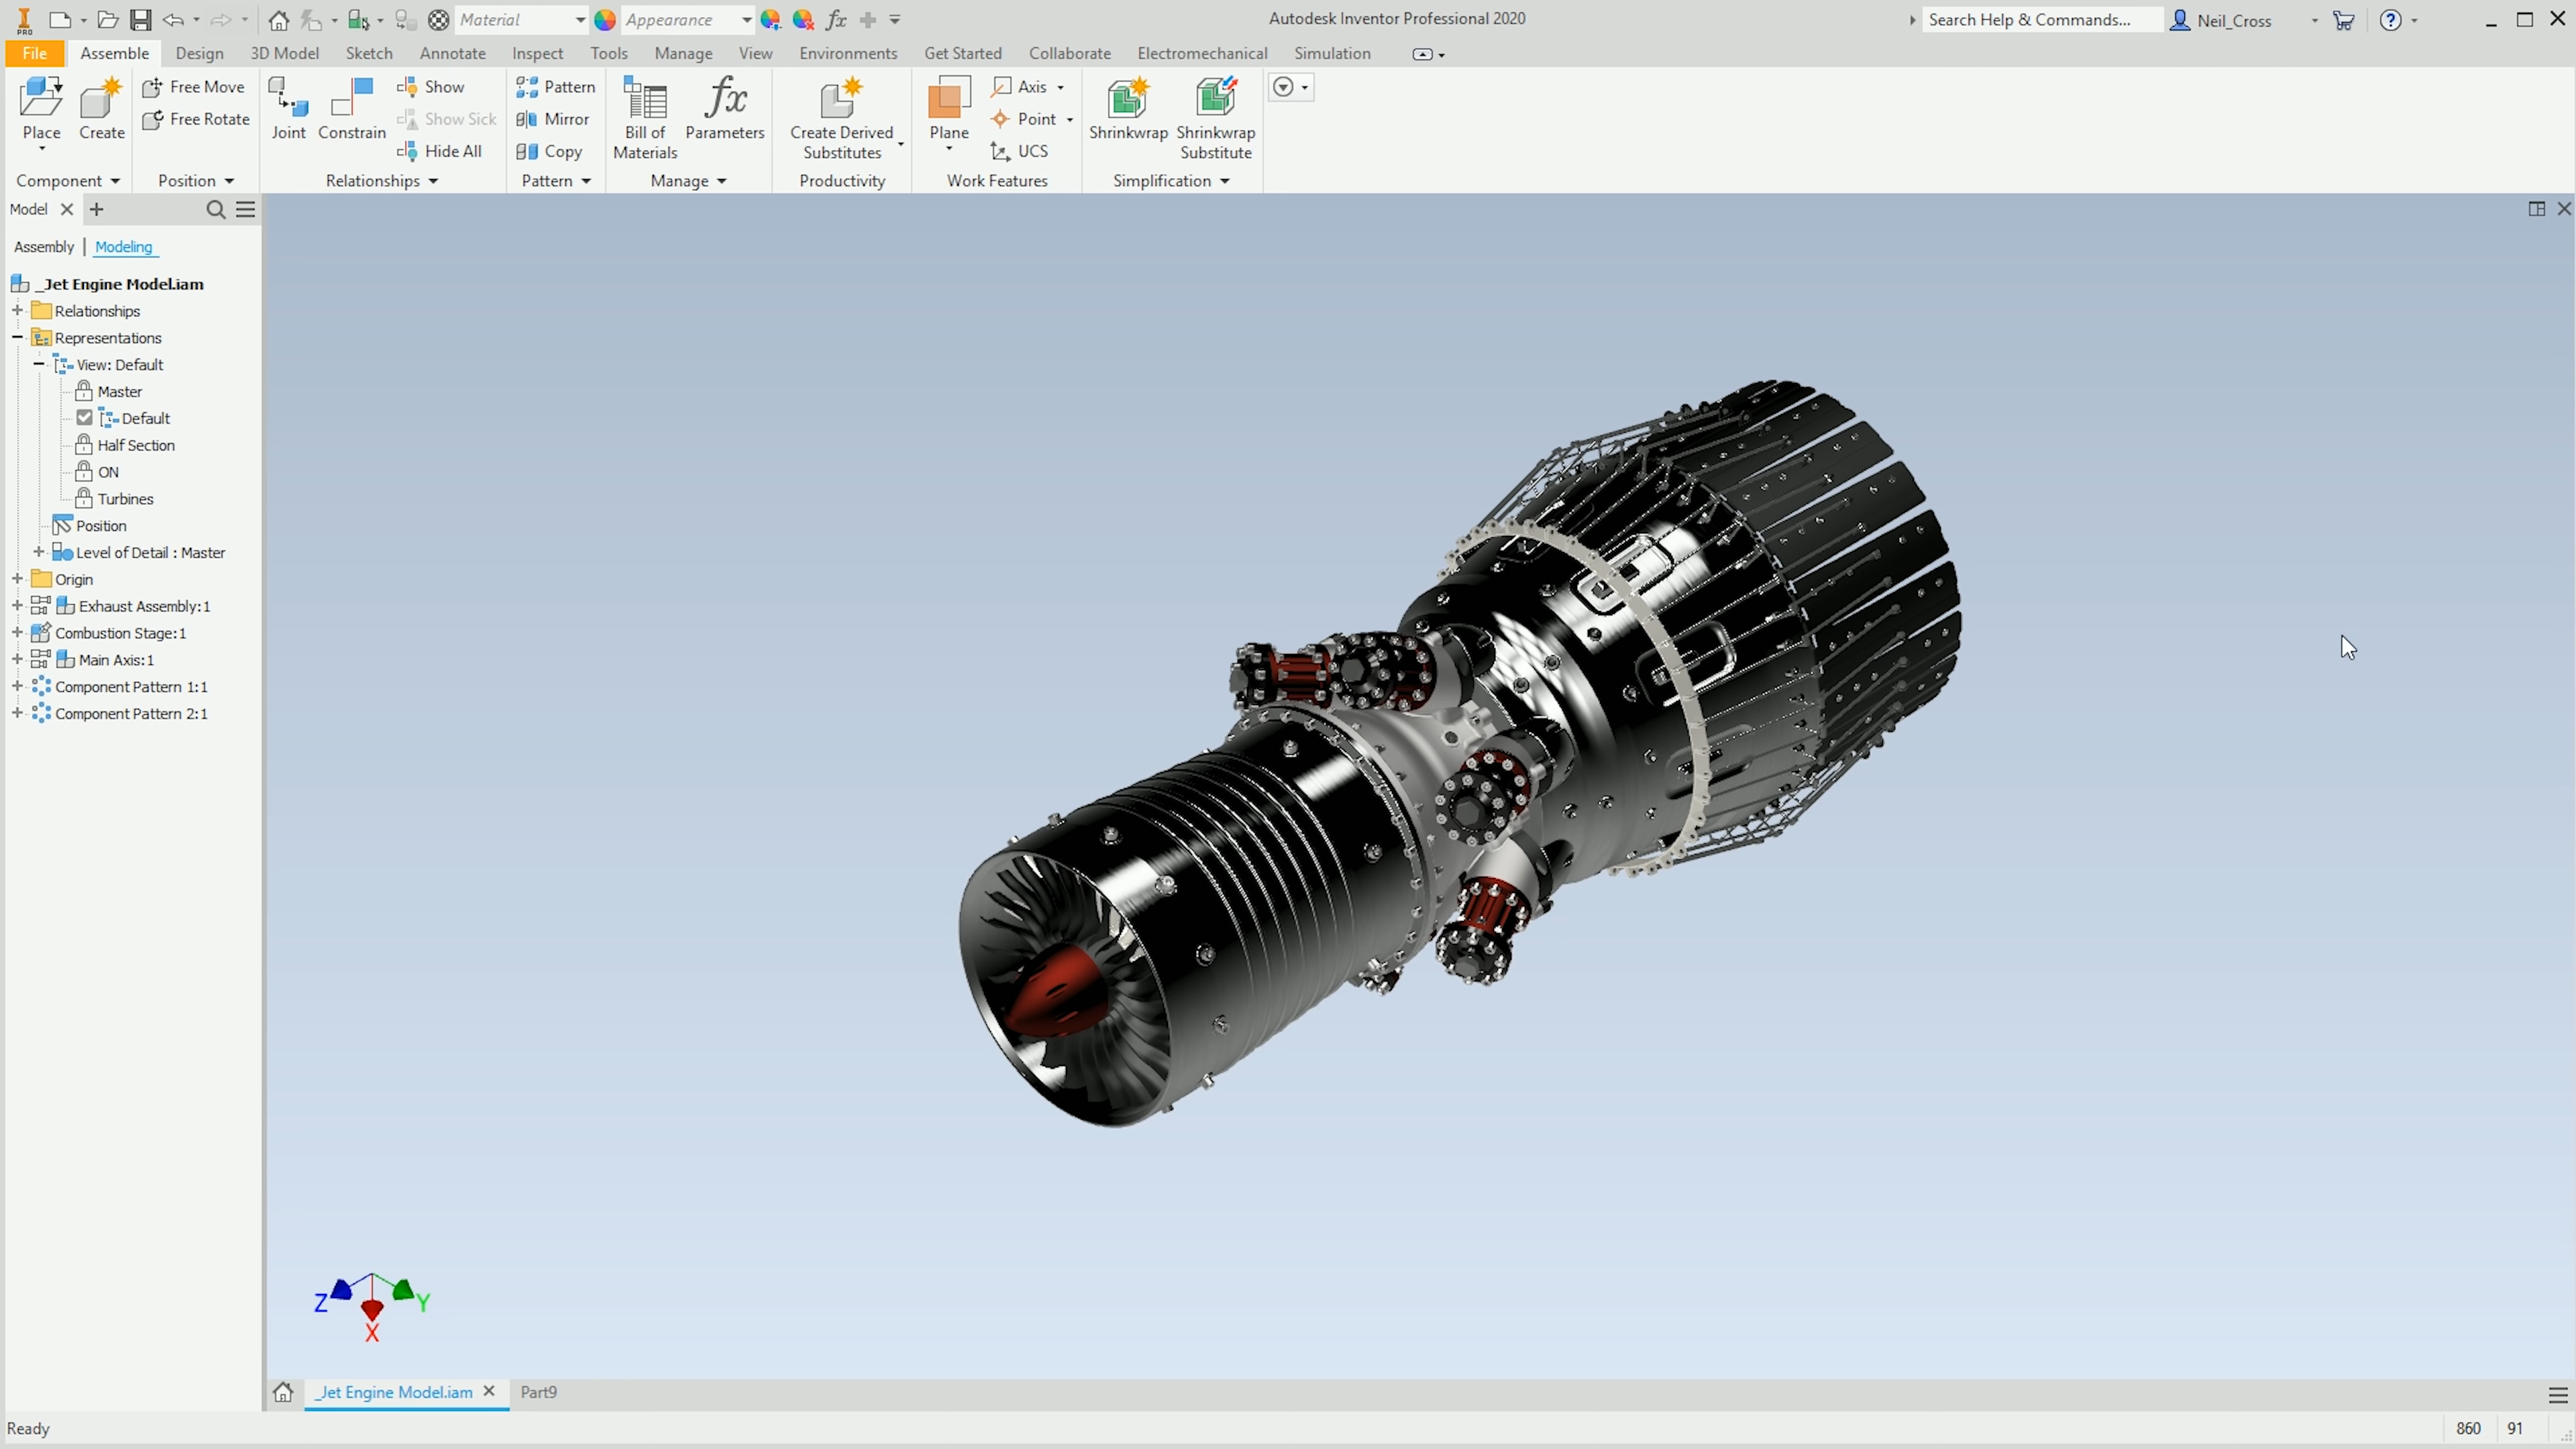 PRO
Material
Appearance
fx
Autodesk Inventor Professional 2020
Search Help & Commands...
Neil_Cross
?
File
Assemble
Design
3D Model
Sketch
Annotate
Inspect
Tools
Manage
View
Environments
Get Started
Collaborate
Electromechanical
Simulation
Place
Create
Component
Free Move
Free Rotate
Position
Joint
Constrain
Show
Show Sick
Hide All
Relationships
Pattern
Mirror
Copy
Pattern
Bill of
Materials
fx
Parameters
Manage
Create Derived
Substitutes
Productivity
Plane
Axis
Point
UCS
Work Features
Shrinkwrap
Shrinkwrap
Substitute
Simplification
Model
Assembly | Modeling
_Jet Engine Model.iam
Relationships
Representations
View: Default
Master
Default
Half Section
ON
Turbines
Position
Level of Detail : Master
Origin
Exhaust Assembly:1
Combustion Stage:1
Main Axis:1
Component Pattern 1:1
Component Pattern 2:1
Z
Y
X
_Jet Engine Model.iam
Part9
Ready
860
91